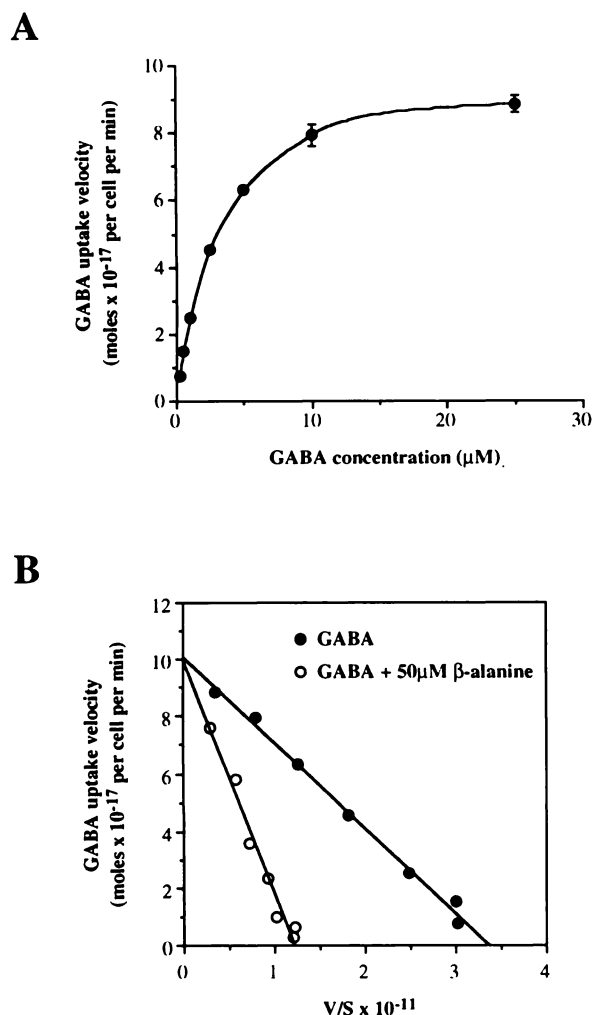 A
10
8
6
4
2
0
GABA uptake velocity
(moles x 10-17 per cell per min)
0 10 20 30
GABA concentration (µM).
B
12
10
8
6
4
2
0
GABA uptake velocity
(moles x 10-17 per cell per min)
GABA
GABA + 50µM β-alanine
0 1 2 3 4
V/S x 10-11